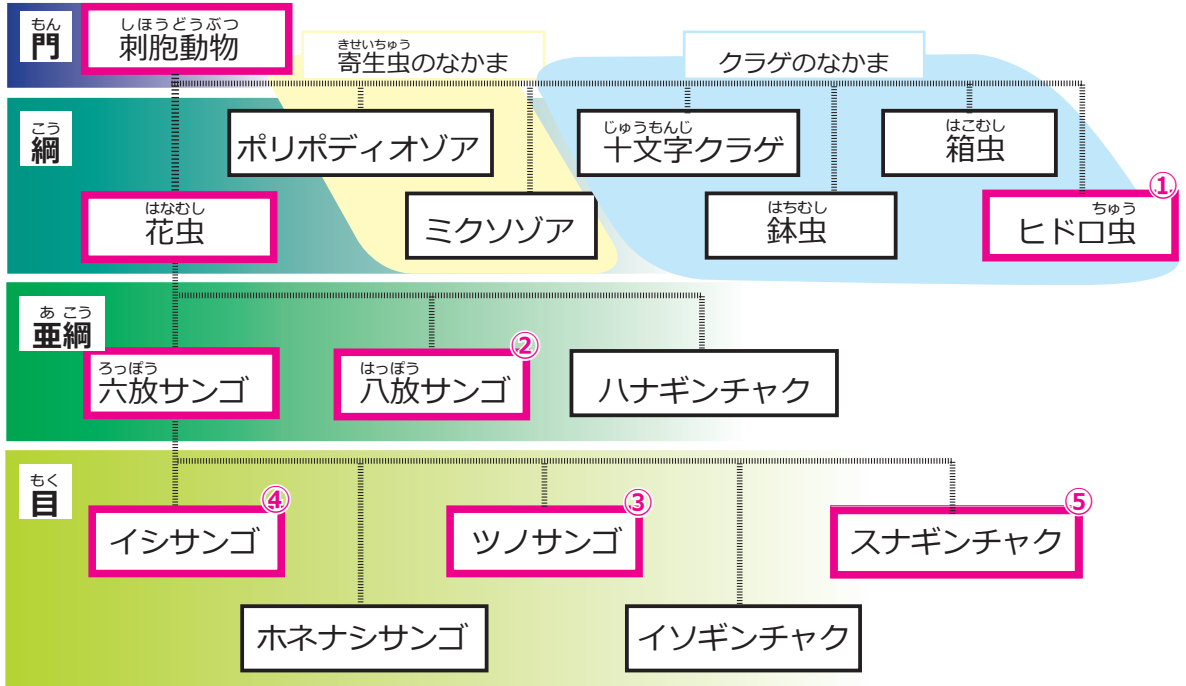 もん
門
しほうどうぶつ
刺胞動物
きせいちゅう
寄生虫のなかま
クラゲのなかま
こう
綱
ポリポディオゾア
じゅうもんじ
十文字クラゲ
はこむし
箱虫
はなむし
花虫
ミクソゾア
はちむし
鉢虫
①
ちゅう
ヒドロ虫
あ こう
亜綱
ろっぽう
六放サンゴ
②
はっぽう
八放サンゴ
ハナギンチャク
もく
目
④
イシサンゴ
③
ツノサンゴ
⑤
スナギンチャク
ホネナシサンゴ
イソギンチャク